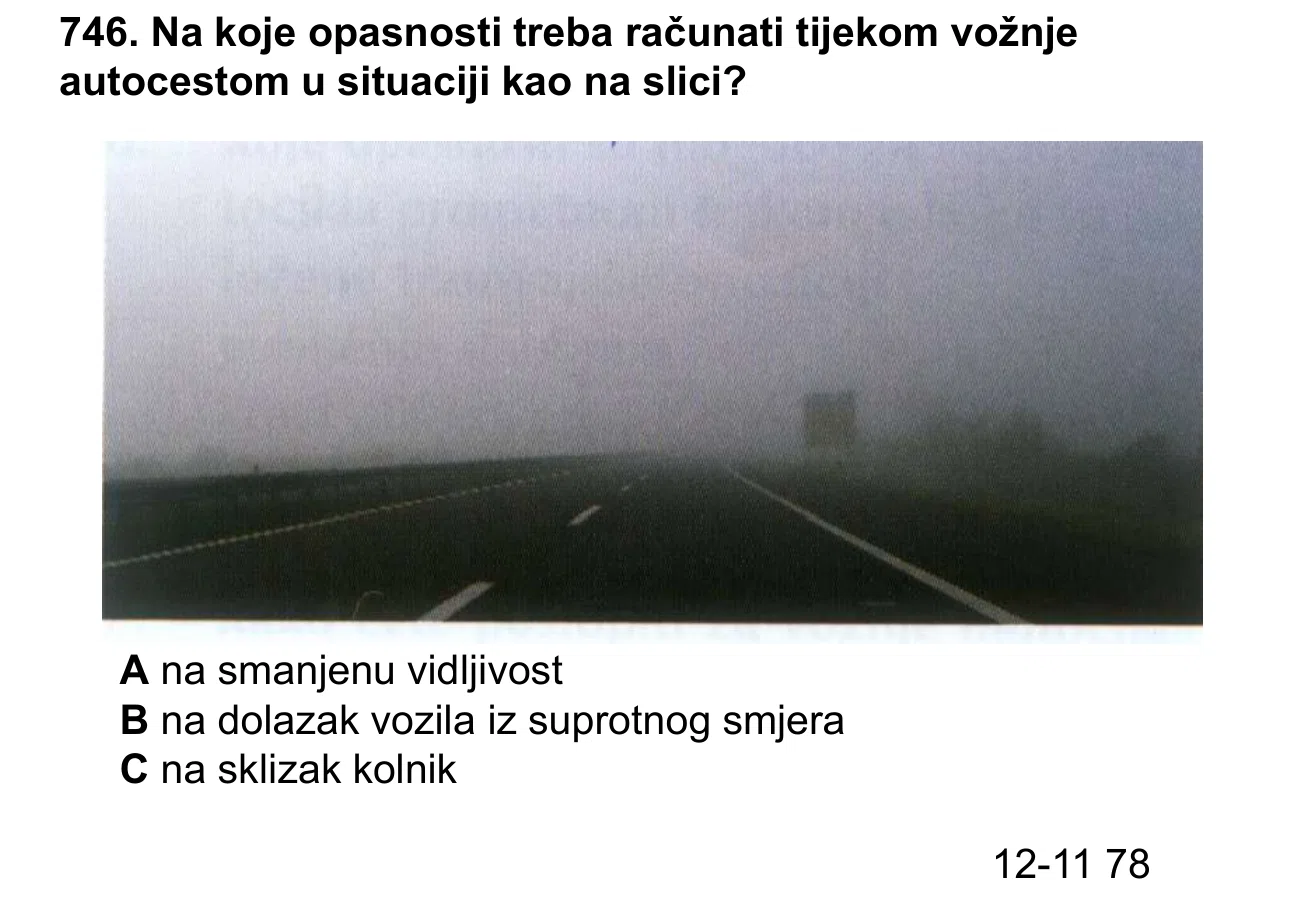 746. Na koje opasnosti treba računati tijekom vožnje
autocestom u situaciji kao na slici?
A na smanjenu vidljivost
B na dolazak vozila iz suprotnog smjera
C na sklizak kolnik
12-11 78